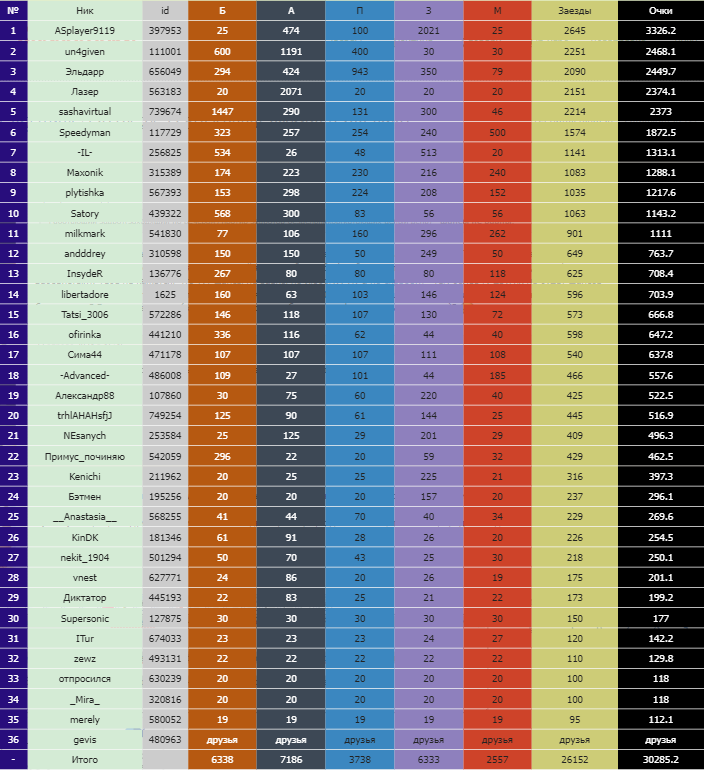 № Ник id Б А П З М Заезды Очки
1 ASplayer9119 397953 25 474 100 2021 25 2645 3326.2
2 un4given 111001 600 1191 400 30 30 2251 2468.1
3 Эльдарр 656049 294 424 943 350 79 2090 2449.7
4 Лазер 563183 20 2071 20 20 20 2151 2374.1
5 sashavirtual 739674 1447 290 131 300 46 2214 2373
6 Speedyman 117729 323 257 254 240 500 1574 1872.5
7 -IL- 256825 534 26 48 513 20 1141 1313.1
8 Maxonik 315389 174 223 230 216 240 1083 1288.1
9 plytishka 567393 153 298 224 208 152 1035 1217.6
10 Satory 439322 568 300 83 56 56 1063 1143.2
11 milkmark 541830 77 106 160 296 262 901 1111
12 andddrey 310598 150 150 50 249 50 649 763.7
13 InsydeR 136776 267 80 80 80 118 625 708.4
14 libertadore 1625 160 63 103 146 124 596 703.9
15 Tatsi_3006 572286 146 118 107 130 72 573 666.8
16 ofirinka 441210 336 116 62 44 40 598 647.2
17 Сима44 471178 107 107 107 111 108 540 637.8
18 -Advanced- 486008 109 27 101 44 185 466 557.6
19 Александр88 107860 30 75 60 220 40 425 522.5
20 trhlAHAHsfjJ 749254 125 90 61 144 25 445 516.9
21 NEsanych 253584 25 125 29 201 29 409 496.3
22 Примус_починяю 542059 296 22 20 59 32 429 462.5
23 Kenichi 211962 20 25 25 225 21 316 397.3
24 Бэтмен 195256 20 20 20 157 20 237 296.1
25 __Anastasia__ 568255 41 44 70 40 34 229 269.6
26 KinDK 181346 61 91 28 26 20 226 254.5
27 nekit_1904 501294 50 70 43 25 30 218 250.1
28 vnest 627771 24 86 20 26 19 175 201.1
29 Диктатор 445193 22 83 25 21 22 173 199.2
30 Supersonic 127875 30 30 30 30 30 150 177
31 ITur 674033 23 23 23 24 27 120 142.2
32 zewz 493131 22 22 22 22 22 110 129.8
33 отпросился 630239 20 20 20 20 20 100 118
34 _Mira_ 320816 20 20 20 20 20 100 118
35 merely 580052 19 19 19 19 19 95 112.1
36 gevis 480963 друзья друзья друзья друзья друзья друзья друзья
- Итого 6338 7186 3738 6333 2557 26152 30285.2